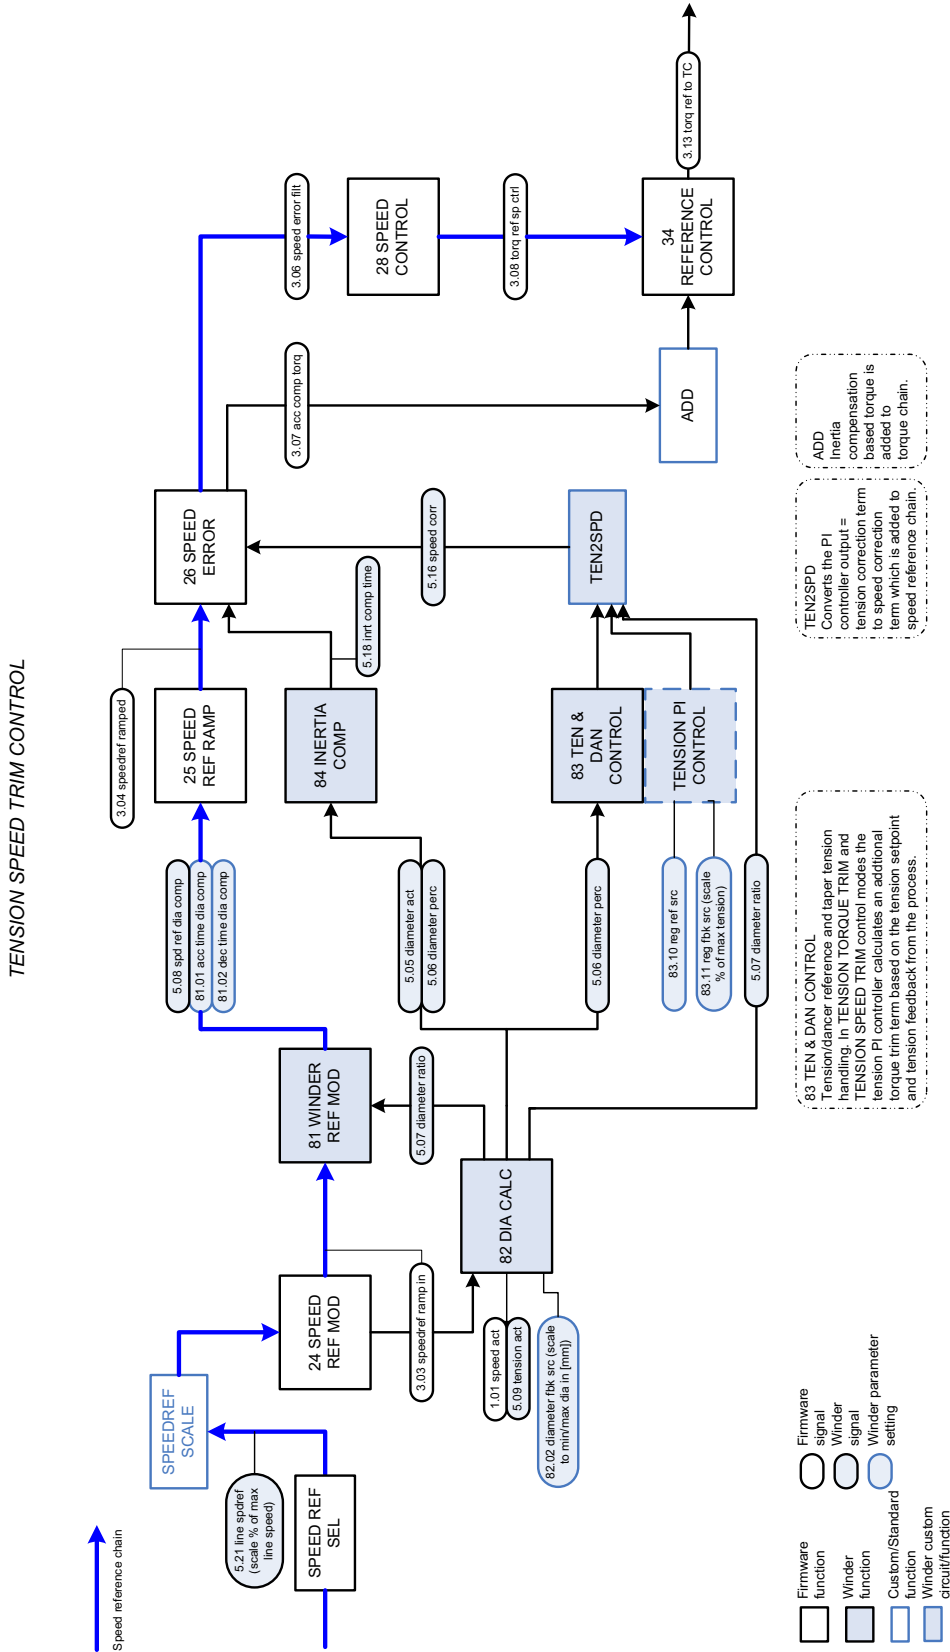 TENSION SPEED TRIM CONTROL
Speed reference chain
SPEED REF
SEL
5.21 line spdref
(scale % of max
line speed)
SPEEDREF
SCALE
24 SPEED
REF MOD
3.03 speedref ramp in
1.01 speed act
5.09 tension act
82.02 diameter fbk src (scale
to min/max dia in [mm])
82 DIA CALC
5.07 diameter ratio
81 WINDER
REF MOD
5.08 spd ref dia comp
81.01 acc time dia comp
81.02 dec time dia comp
5.05 diameter act
5.06 diameter perc
5.06 diameter perc
83.10 reg ref src
83.11 reg fbk src (scale
% of max tension)
5.07 diameter ratio
3.04 speedref ramped
25 SPEED
REF RAMP
84 INERTIA
COMP
83 TEN &
DAN
CONTROL
TENSION PI
CONTROL
5.18 inrt comp time
26 SPEED
ERROR
5.16 speed corr
TEN2SPD
3.07 acc comp torq
ADD
3.06 speed error filt
28 SPEED
CONTROL
3.08 torq ref sp ctrl
34
REFERENCE
CONTROL
3.13 torq ref to TC
Firmware
function
Winder
function
Custom/Standard
function
Winder custom
circuit/function
Firmware
signal
Winder
signal
Winder parameter
setting
83 TEN & DAN CONTROL
Tension/dancer reference and taper tension
handling. In TENSION TORQUE TRIM and
TENSION SPEED TRIM control modes the
tension PI controller calculates an addtional
torque trim term based on the tension setpoint
and tension feedback from the process.
TEN2SPD
Converts the PI
controller output =
tension correction term
to speed correction
term which is added to
speed reference chain.
ADD
Inertia
compensation
based torque is
added to
torque chain.